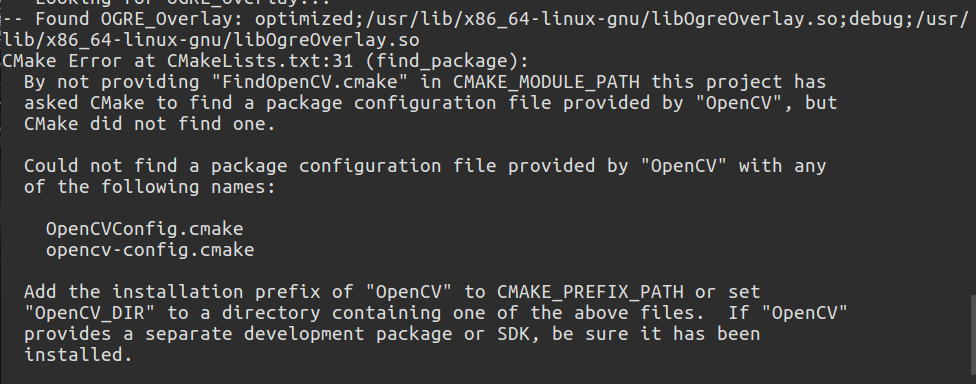 Looking for OGRE_Overlay...
-- Found OGRE_Overlay: optimized;/usr/lib/x86_64-linux-gnu/libOgreOverlay.so;debug;/usr/
lib/x86_64-linux-gnu/libOgreOverlay.so
CMake Error at CMakeLists.txt:31 (find_package):
By not providing "FindOpenCV.cmake" in CMAKE_MODULE_PATH this project has
asked CMake to find a package configuration file provided by "OpenCV", but
CMake did not find one.
Could not find a package configuration file provided by "OpenCV" with any
of the following names:
OpenCVConfig.cmake
opencv-config.cmake
Add the installation prefix of "OpenCV" to CMAKE_PREFIX_PATH or set
"OpenCV_DIR" to a directory containing one of the above files.  If "OpenCV"
provides a separate development package or SDK, be sure it has been
installed.